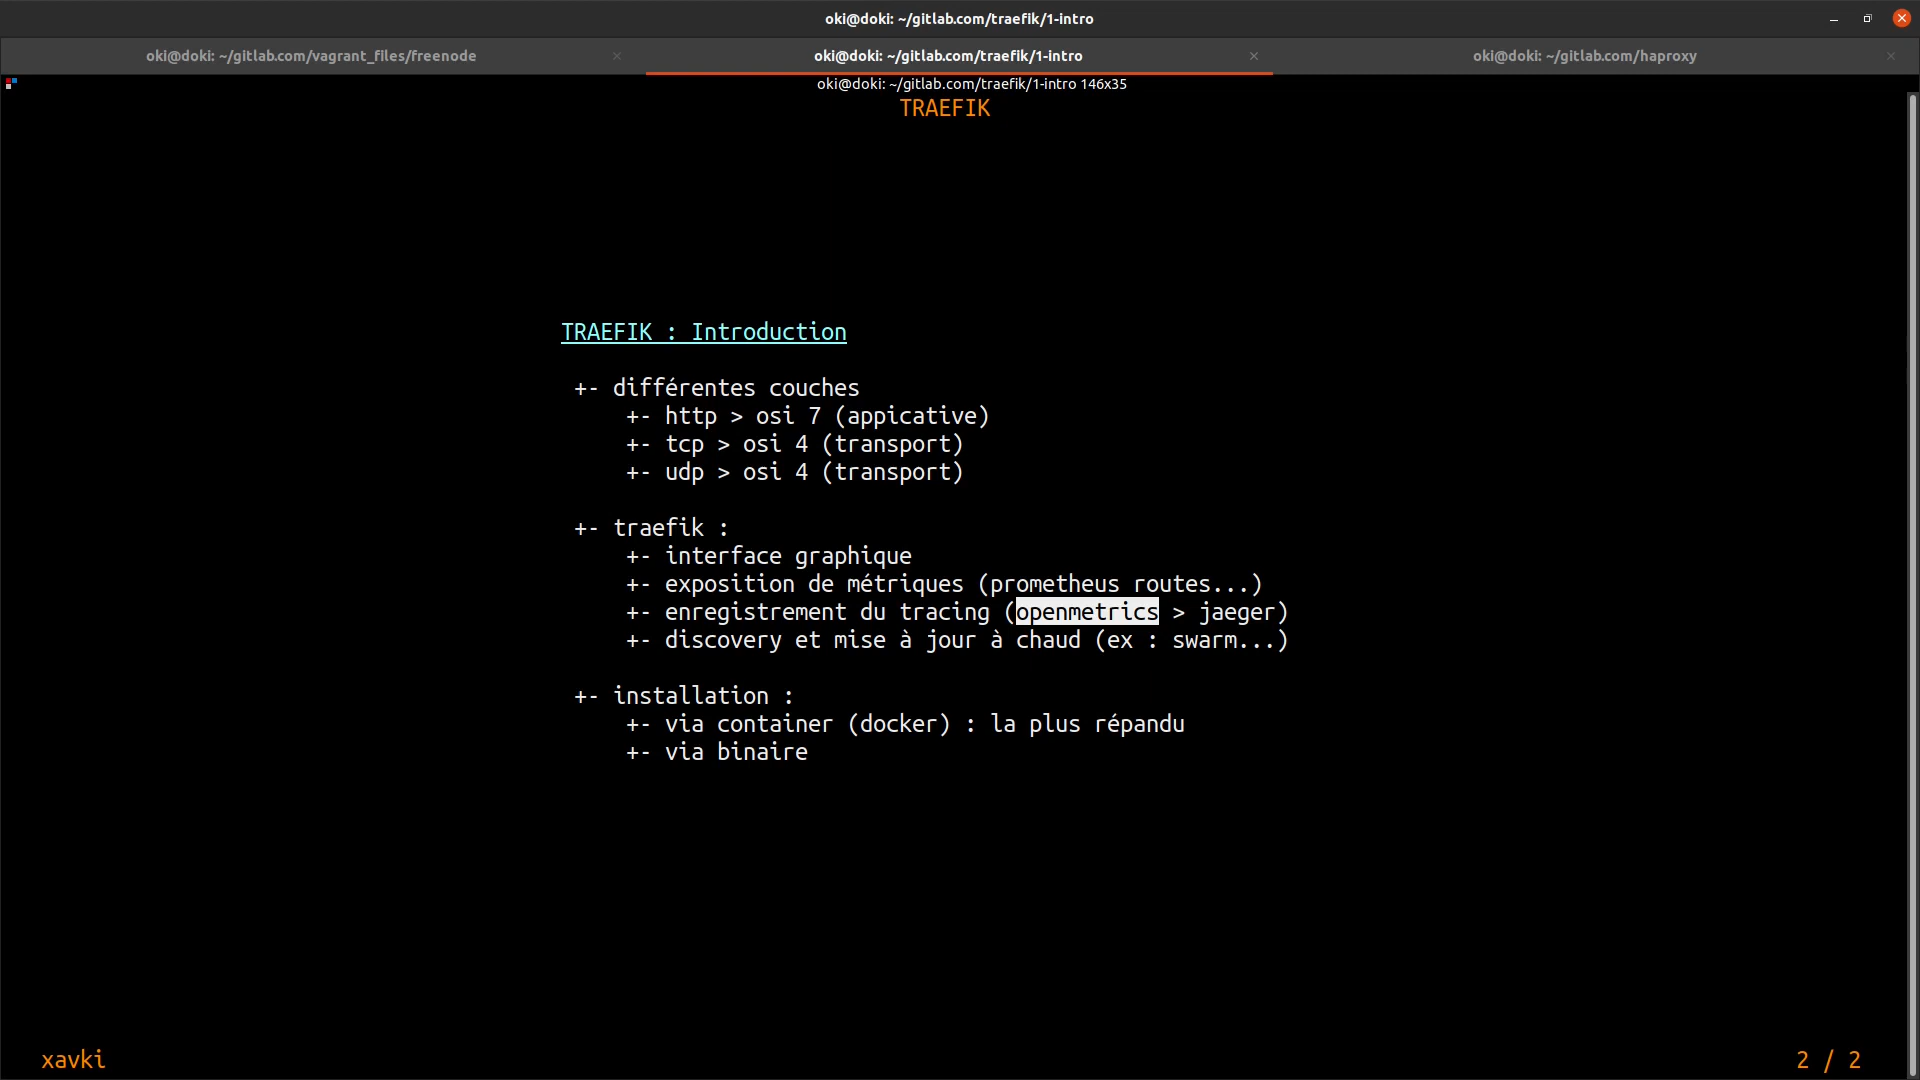 oki@doki: ~/gitlab.com/traefik/1-intro
oki@doki: ~/gitlab.com/vagrant_files/freenode × oki@doki: ~/gitlab.com/traefik/1-intro × oki@doki: ~/gitlab.com/haproxy ×
oki@doki: ~/gitlab.com/traefik/1-intro 146x35
TRAEFIK
TRAEFIK : Introduction
+- différentes couches
+- http > osi 7 (appicative)
+- tcp > osi 4 (transport)
+- udp > osi 4 (transport)
+- traefik :
+- interface graphique
+- exposition de métriques (prometheus routes...)
+- enregistrement du tracing (openmetrics > jaeger)
+- discovery et mise à jour à chaud (ex : swarm...)
+- installation :
+- via container (docker) : la plus répandu
+- via binaire
xavki 2 / 2